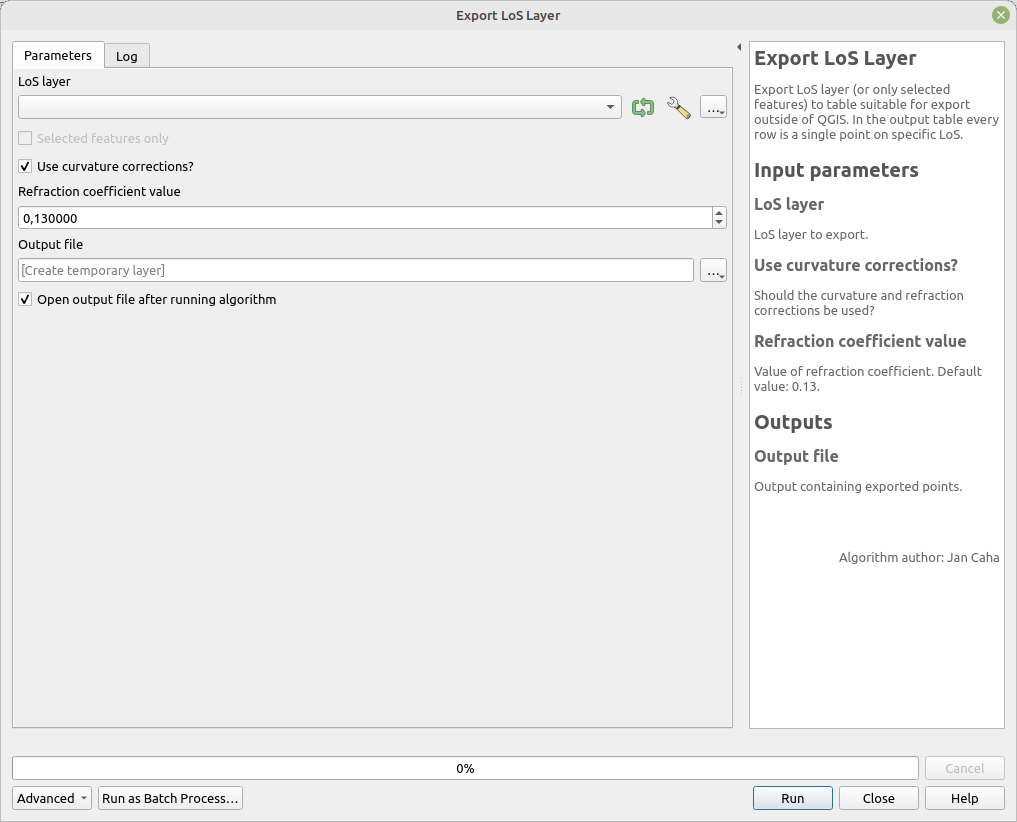 Export LoS Layer
Parameters
Log
LoS layer
...
Selected features only
Use curvature corrections?
Refraction coefficient value
0,130000
Output file
[Create temporary layer]
...
Open output file after running algorithm
Export LoS Layer
Export LoS layer (or only selected
features) to table suitable for export
outside of QGIS. In the output table every
row is a single point on specific LoS.
Input parameters
LoS layer
LoS layer to export.
Use curvature corrections?
Should the curvature and refraction
corrections be used?
Refraction coefficient value
Value of refraction coefficient. Default
value: 0.13.
Outputs
Output file
Output containing exported points.
Algorithm author: Jan Caha
0%
Cancel
Advanced
Run as Batch Process…
Run
Close
Help